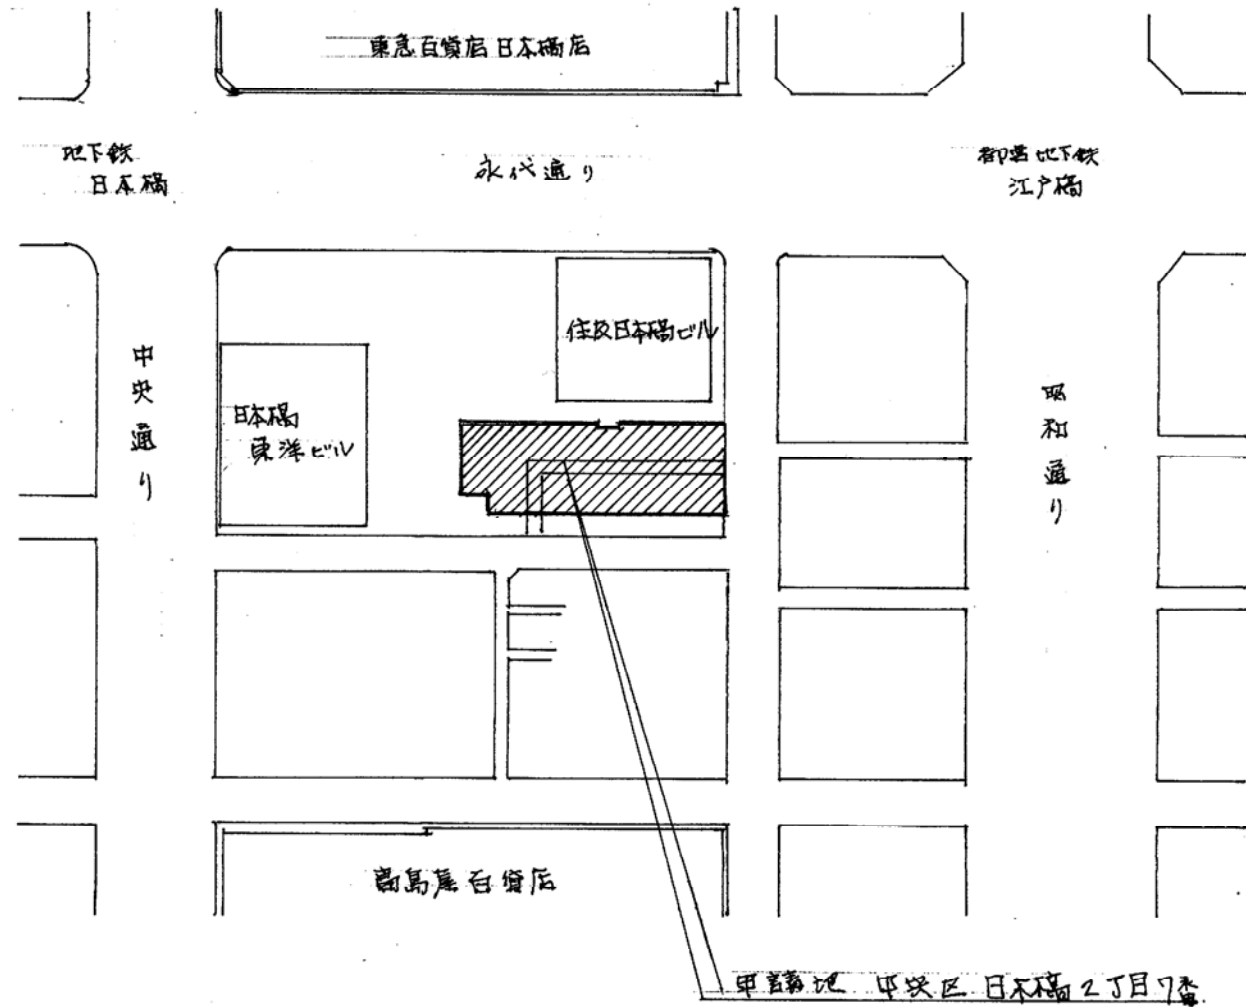 東急百貨店日本橋店
地下鉄
日本橋
永代通り
都営地下鉄
江戸橋
住友日本橋ビル
中央通り
日本橋
東洋ビル
昭和通り
高島屋百貨店
申請地 中央区 日本橋2丁目7番